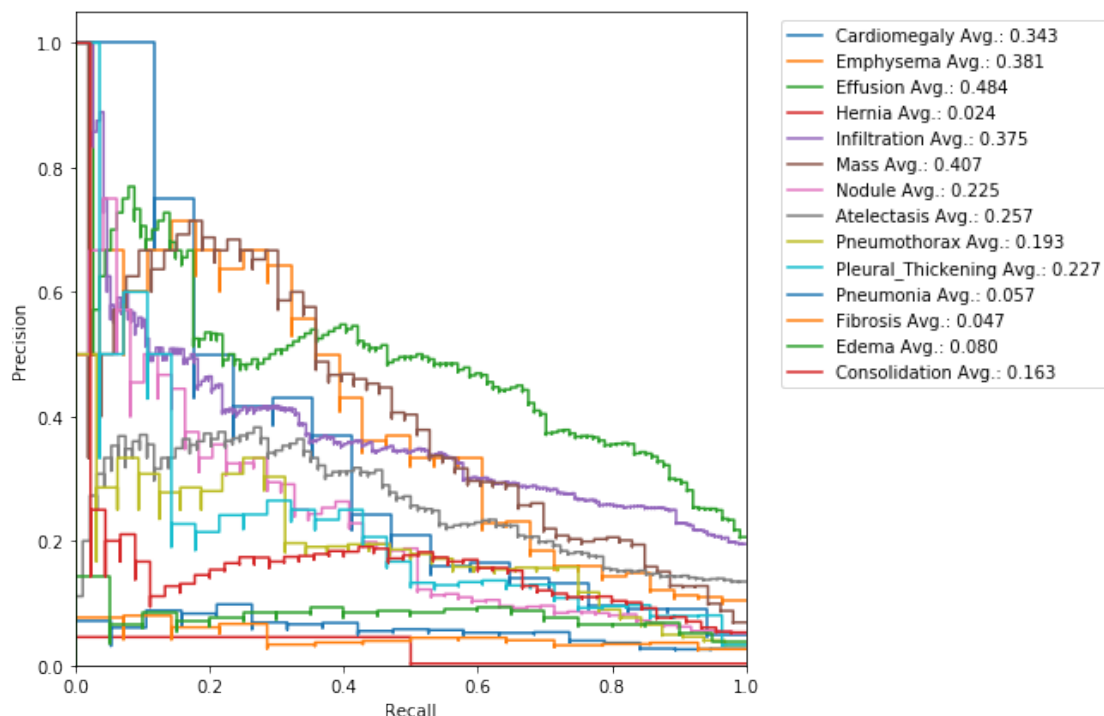 1.0
0.8
0.6
0.4
0.2
0.0
Precision
0.0 0.2 0.4 0.6 0.8 1.0
Recall
Cardiomegaly Avg.: 0.343
Emphysema Avg.: 0.381
Effusion Avg.: 0.484
Hernia Avg.: 0.024
Infiltration Avg.: 0.375
Mass Avg.: 0.407
Nodule Avg.: 0.225
Atelectasis Avg.: 0.257
Pneumothorax Avg.: 0.193
Pleural_Thickening Avg.: 0.227
Pneumonia Avg.: 0.057
Fibrosis Avg.: 0.047
Edema Avg.: 0.080
Consolidation Avg.: 0.163